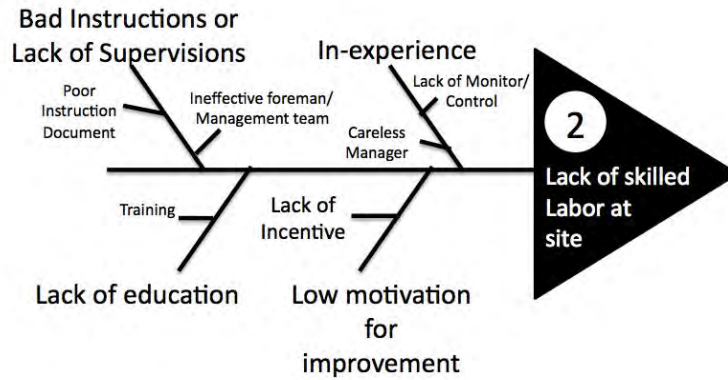 Bad Instructions or
Lack of Supervisions
In-experience
Poor
Instruction
Document
Ineffective foreman/
Management team
Lack of Monitor/
Control
Careless
Manager
2
Lack of skilled
Labor at
site
Training
Lack of
Incentive
Lack of education
Low motivation
for
improvement